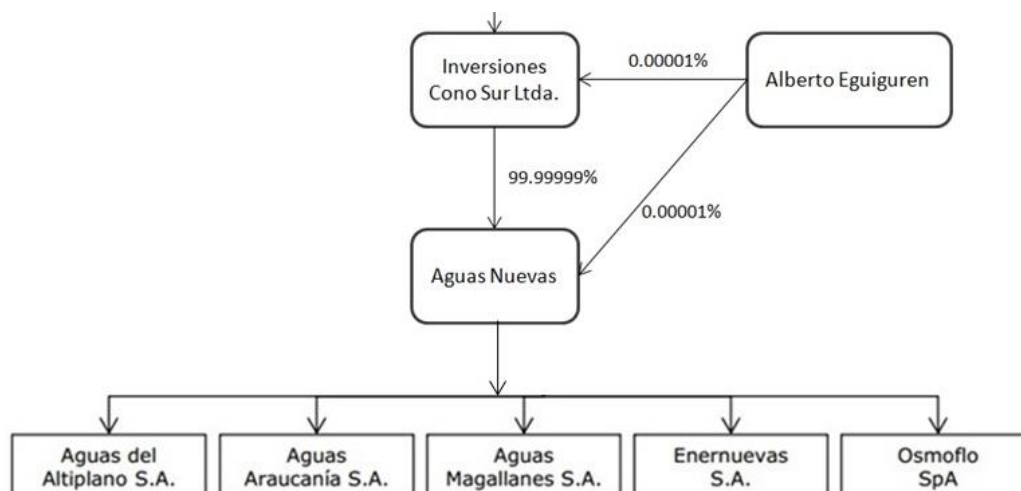 Inversiones
Cono Sur Ltda.
0.00001%
Alberto Eguiguren
99.99999%
0.00001%
Aguas Nuevas
Aguas del
Altiplano S.A.
Aguas
Araucanía S.A.
Aguas
Magallanes S.A.
Enernuevas
S.A.
Osmoflo
SpA